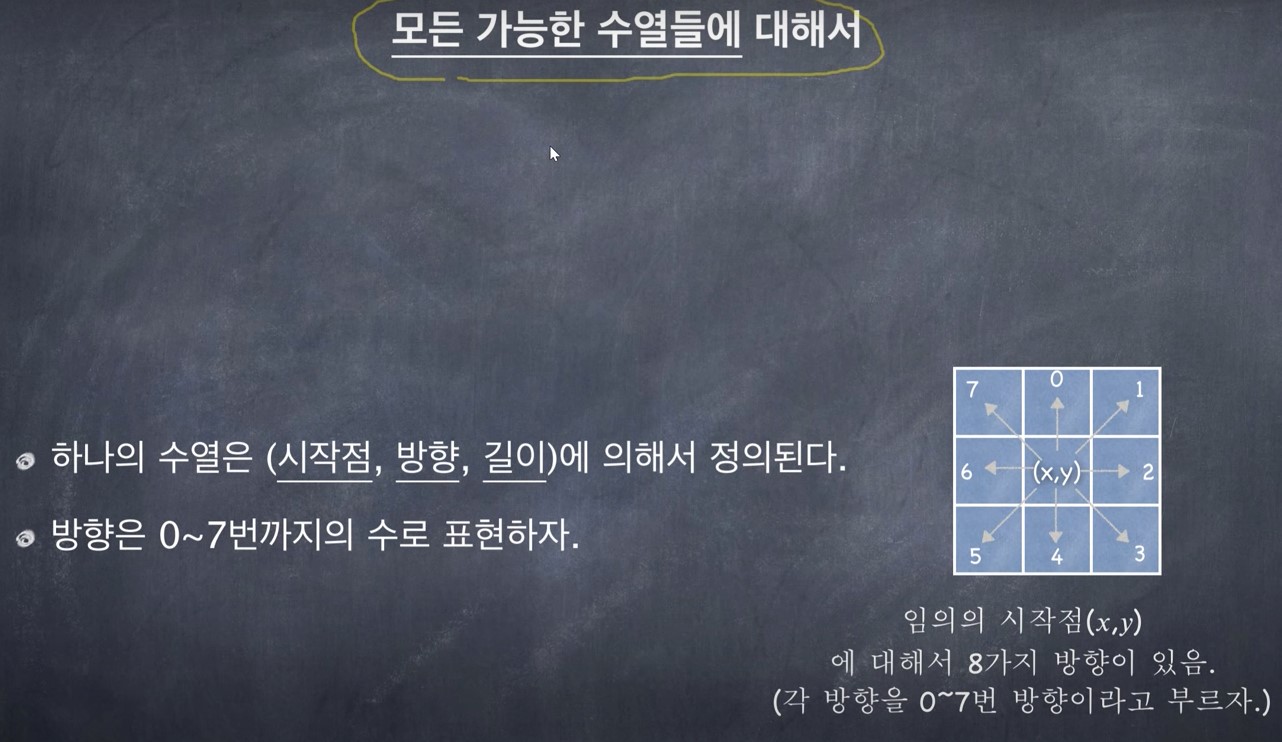 모든 가능한 수열들에 대해서
하나의 수열은 (시작점, 방향, 길이)에 의해서 정의된다.
방향은 0~7번까지의 수로 표현하자.
7 0 1
6 (x,y) 2
5 4 3
임의의 시작점(x,y)
에 대해서 8가지 방향이 있음.
(각 방향을 0~7번 방향이라고 부르자.)